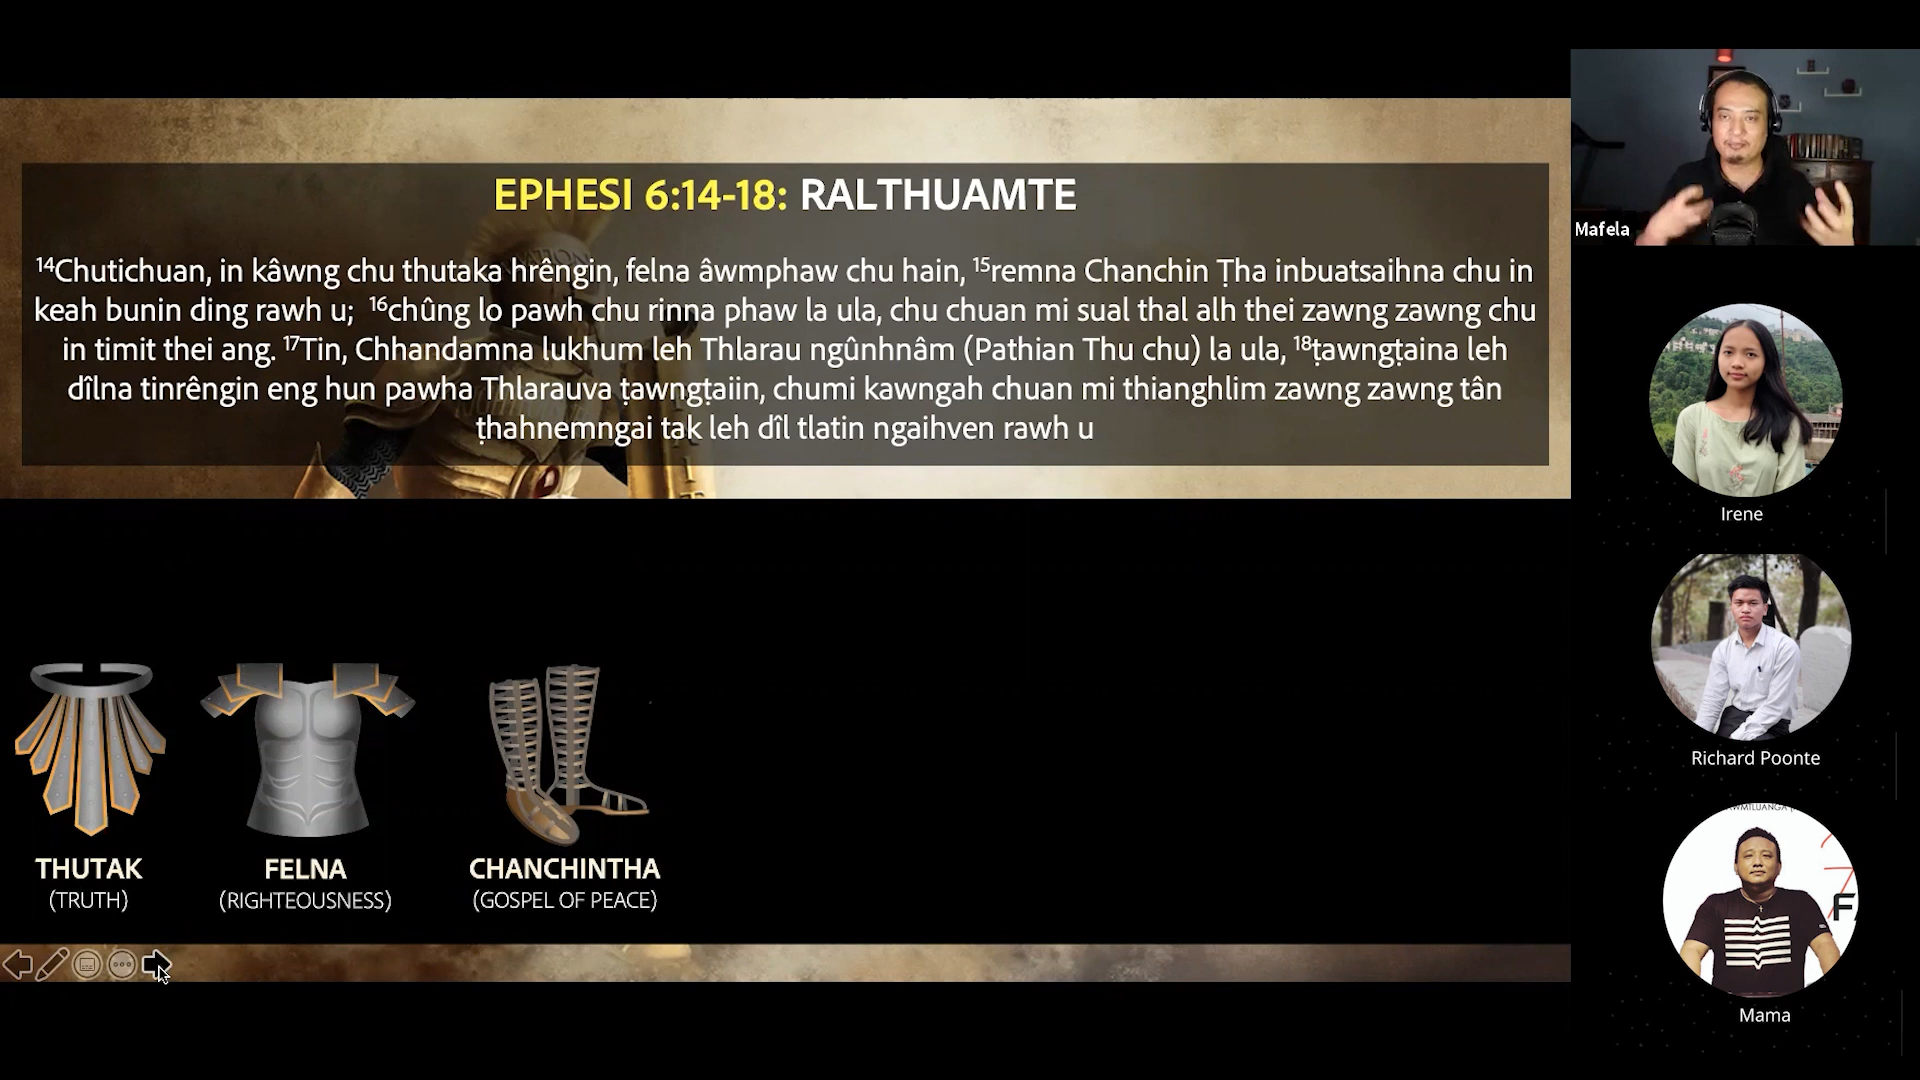 EPHESI 6:14-18: RALTHUAMTE
¹⁴Chutichuan, in kâwng chu thutaka hrêngin, felna âwmphaw chu hain, ¹⁵remna Chanchin Ṭha inbuatsaihna chu in
keah bunin ding rawh u; ¹⁶chûng lo pawh chu rinna phaw la ula, chu chuan mi sual thal alh thei zawng zawng chu
in timit thei ang. ¹⁷Tin, Chhandamna lukhum leh Thlarau ngûnhnâm (Pathian Thu chu) la ula, ¹⁸ṭawngṭaina leh
dîlna tinrêngin eng hun pawha Thlarauva ṭawngṭaiin, chumi kawngah chuan mi thianghlim zawng zawng tân
ṭhahnemngai tak leh dîl tlatin ngaihven rawh u
THUTAK
(TRUTH)
FELNA
(RIGHTEOUSNESS)
CHANCHINTHA
(GOSPEL OF PEACE)
Mafela
Irene
Richard Poonte
Mama